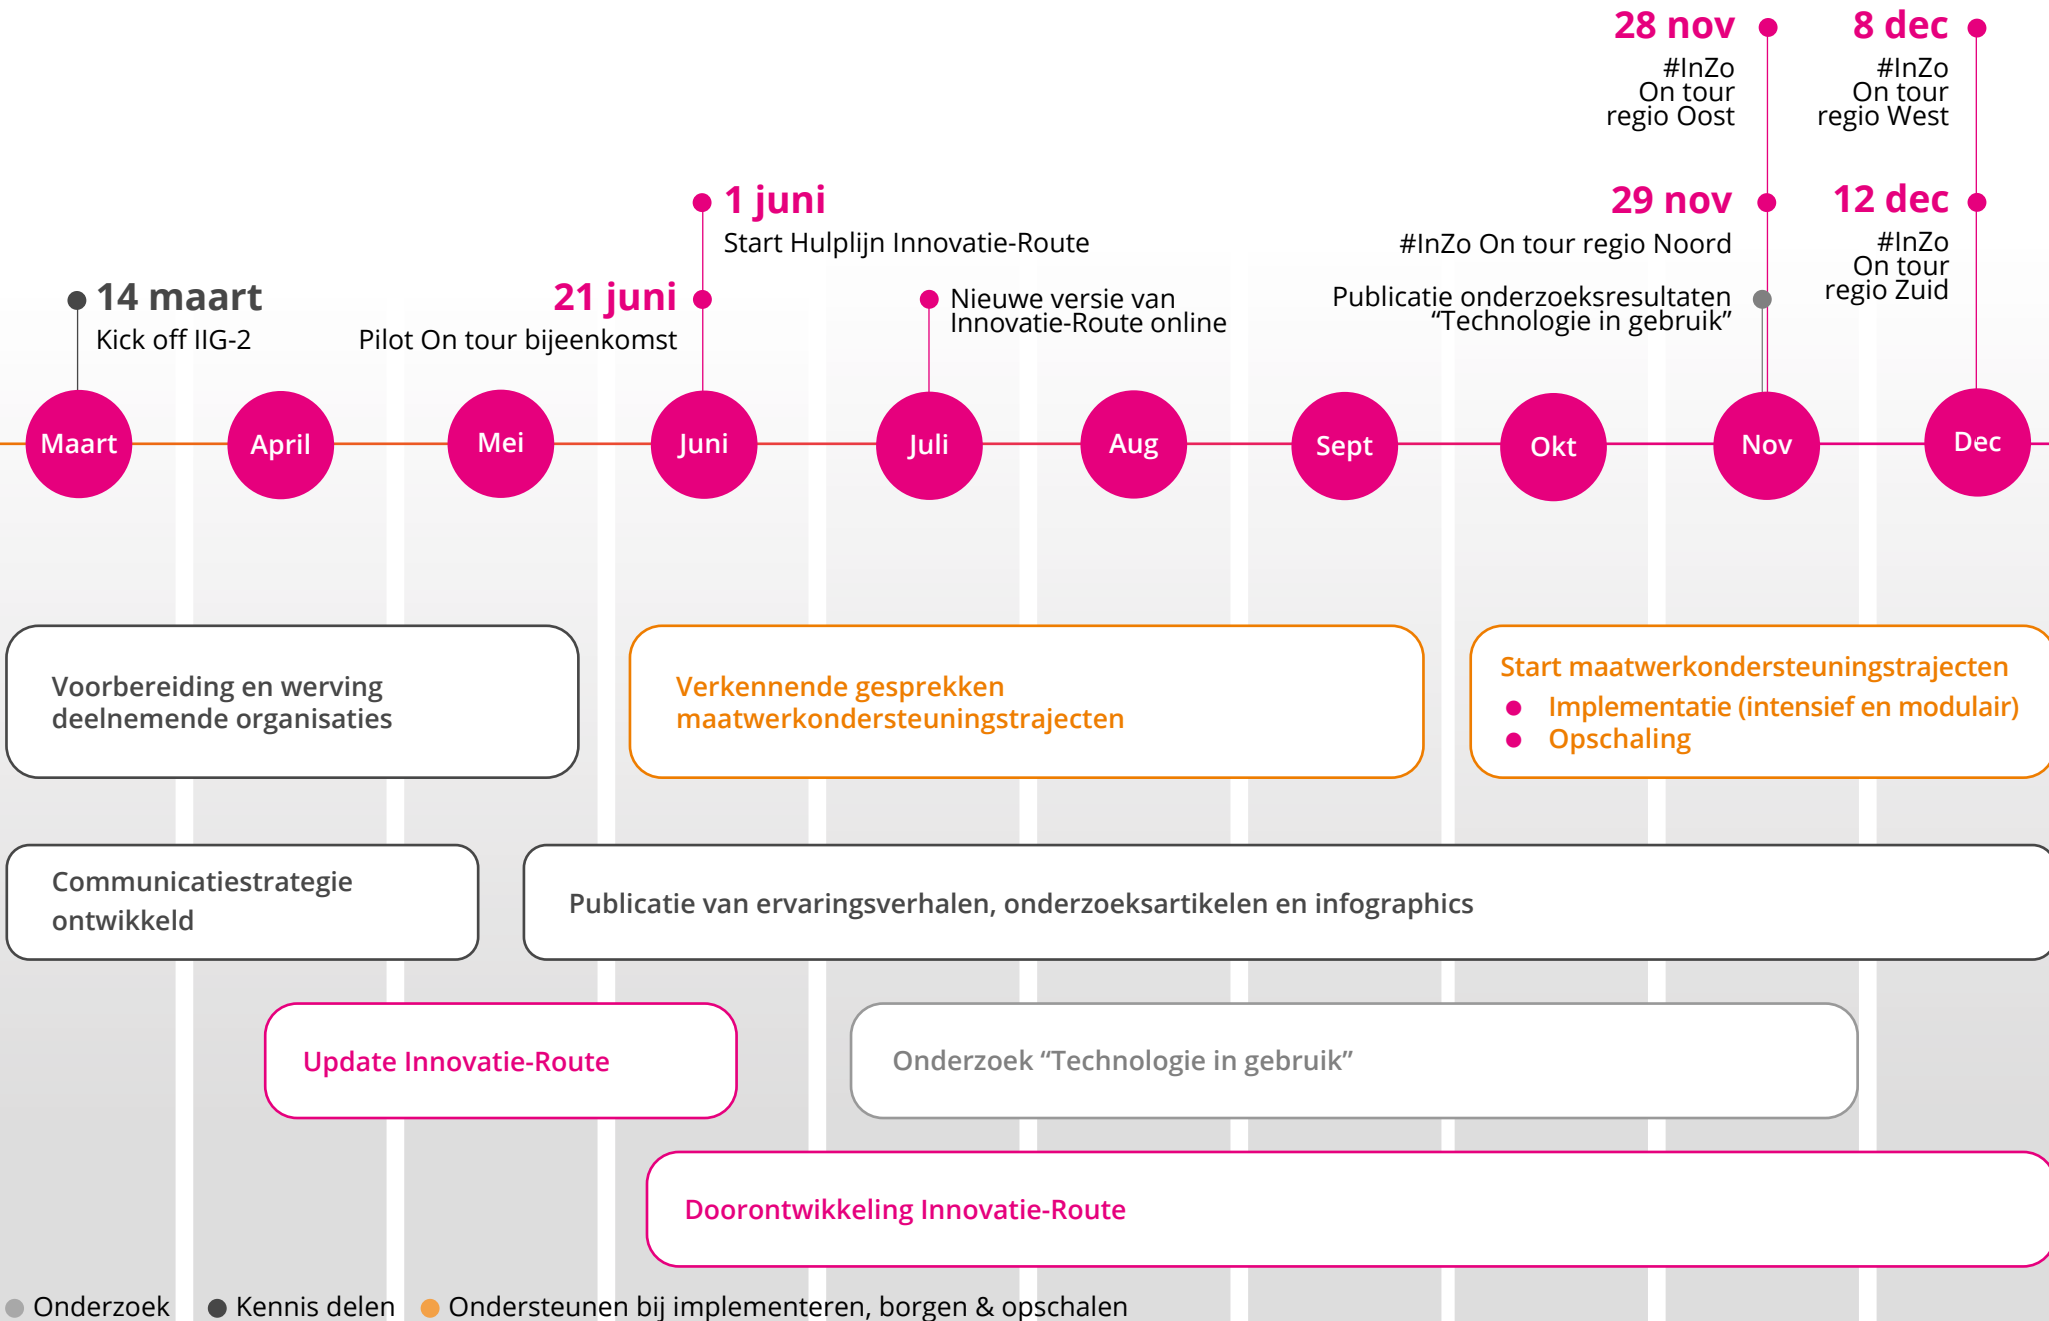 28 nov
#InZo
On tour
regio Oost
8 dec
#InZo
On tour
regio West
1 juni
Start Hulplijn Innovatie-Route
29 nov
#InZo On tour regio Noord
12 dec
#InZo
On tour
regio Zuid
14 maart
Kick off IIG-2
21 juni
Pilot On tour bijeenkomst
Nieuwe versie van
Innovatie-Route online
Publicatie onderzoeksresultaten
“Technologie in gebruik”
Maart
April
Mei
Juni
Juli
Aug
Sept
Okt
Nov
Dec
Voorbereiding en werving
deelnemende organisaties
Verkennende gesprekken
maatwerkondersteuningstrajecten
Start maatwerkondersteuningstrajecten
● Implementatie (intensief en modulair)
● Opschaling
Communicatiestrategie
ontwikkeld
Publicatie van ervaringsverhalen, onderzoeksartikelen en infographics
Update Innovatie-Route
Onderzoek “Technologie in gebruik”
Doorontwikkeling Innovatie-Route
Onderzoek
Kennis delen
Ondersteunen bij implementeren, borgen & opschalen